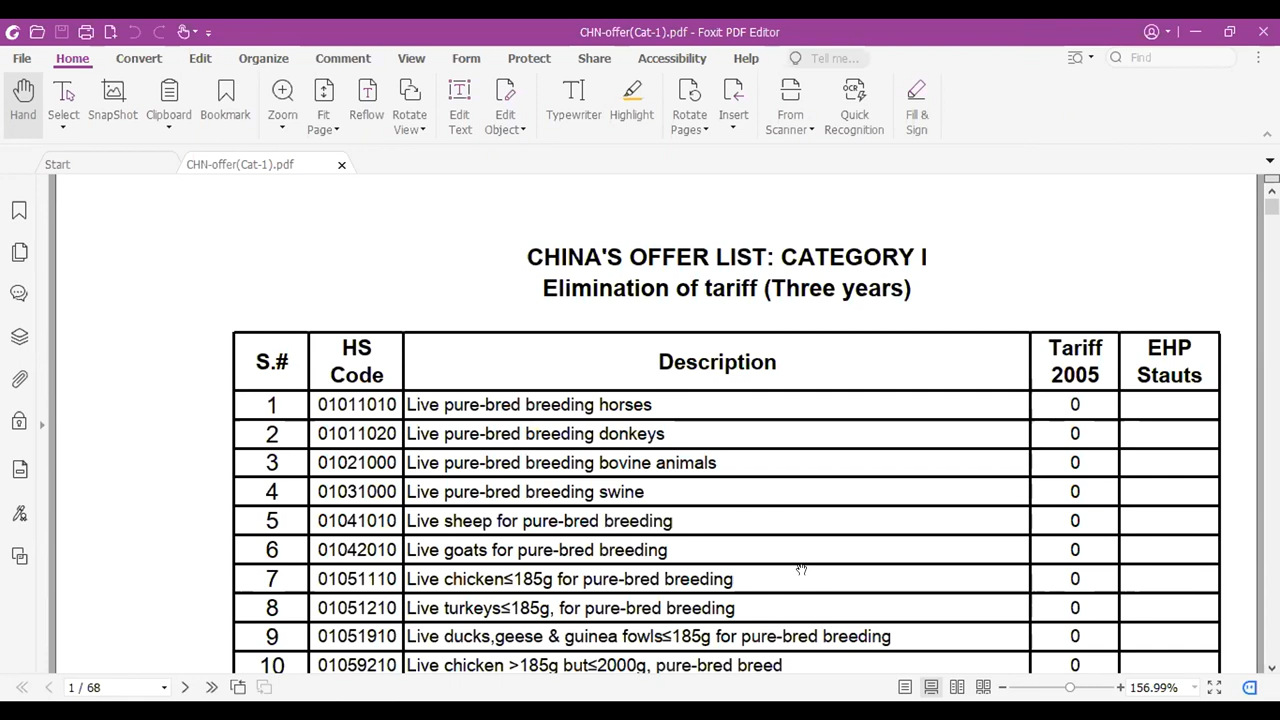 CHN-offer(Cat-1).pdf - Foxit PDF Editor
File Home Convert Edit Organize Comment View Form Protect Share Accessibility Help Tell me... Find
Hand Select SnapShot Clipboard Bookmark Zoom Fit Page Reflow Rotate View Edit Text Edit Object Typewriter Highlight Rotate Pages Insert From Scanner Quick Recognition Fill & Sign
Start CHN-offer(Cat-1).pdf
CHINA'S OFFER LIST: CATEGORY I
Elimination of tariff (Three years)
S.# HS Code Description Tariff 2005 EHP Stauts
1 01011010 Live pure-bred breeding horses 0
2 01011020 Live pure-bred breeding donkeys 0
3 01021000 Live pure-bred breeding bovine animals 0
4 01031000 Live pure-bred breeding swine 0
5 01041010 Live sheep for pure-bred breeding 0
6 01042010 Live goats for pure-bred breeding 0
7 01051110 Live chicken≤185g for pure-bred breeding 0
8 01051210 Live turkeys≤185g, for pure-bred breeding 0
9 01051910 Live ducks,geese & guinea fowls≤185g for pure-bred breeding 0
10 01059210 Live chicken >185g but≤2000g, pure-bred breed 0
1 / 68 156.99%